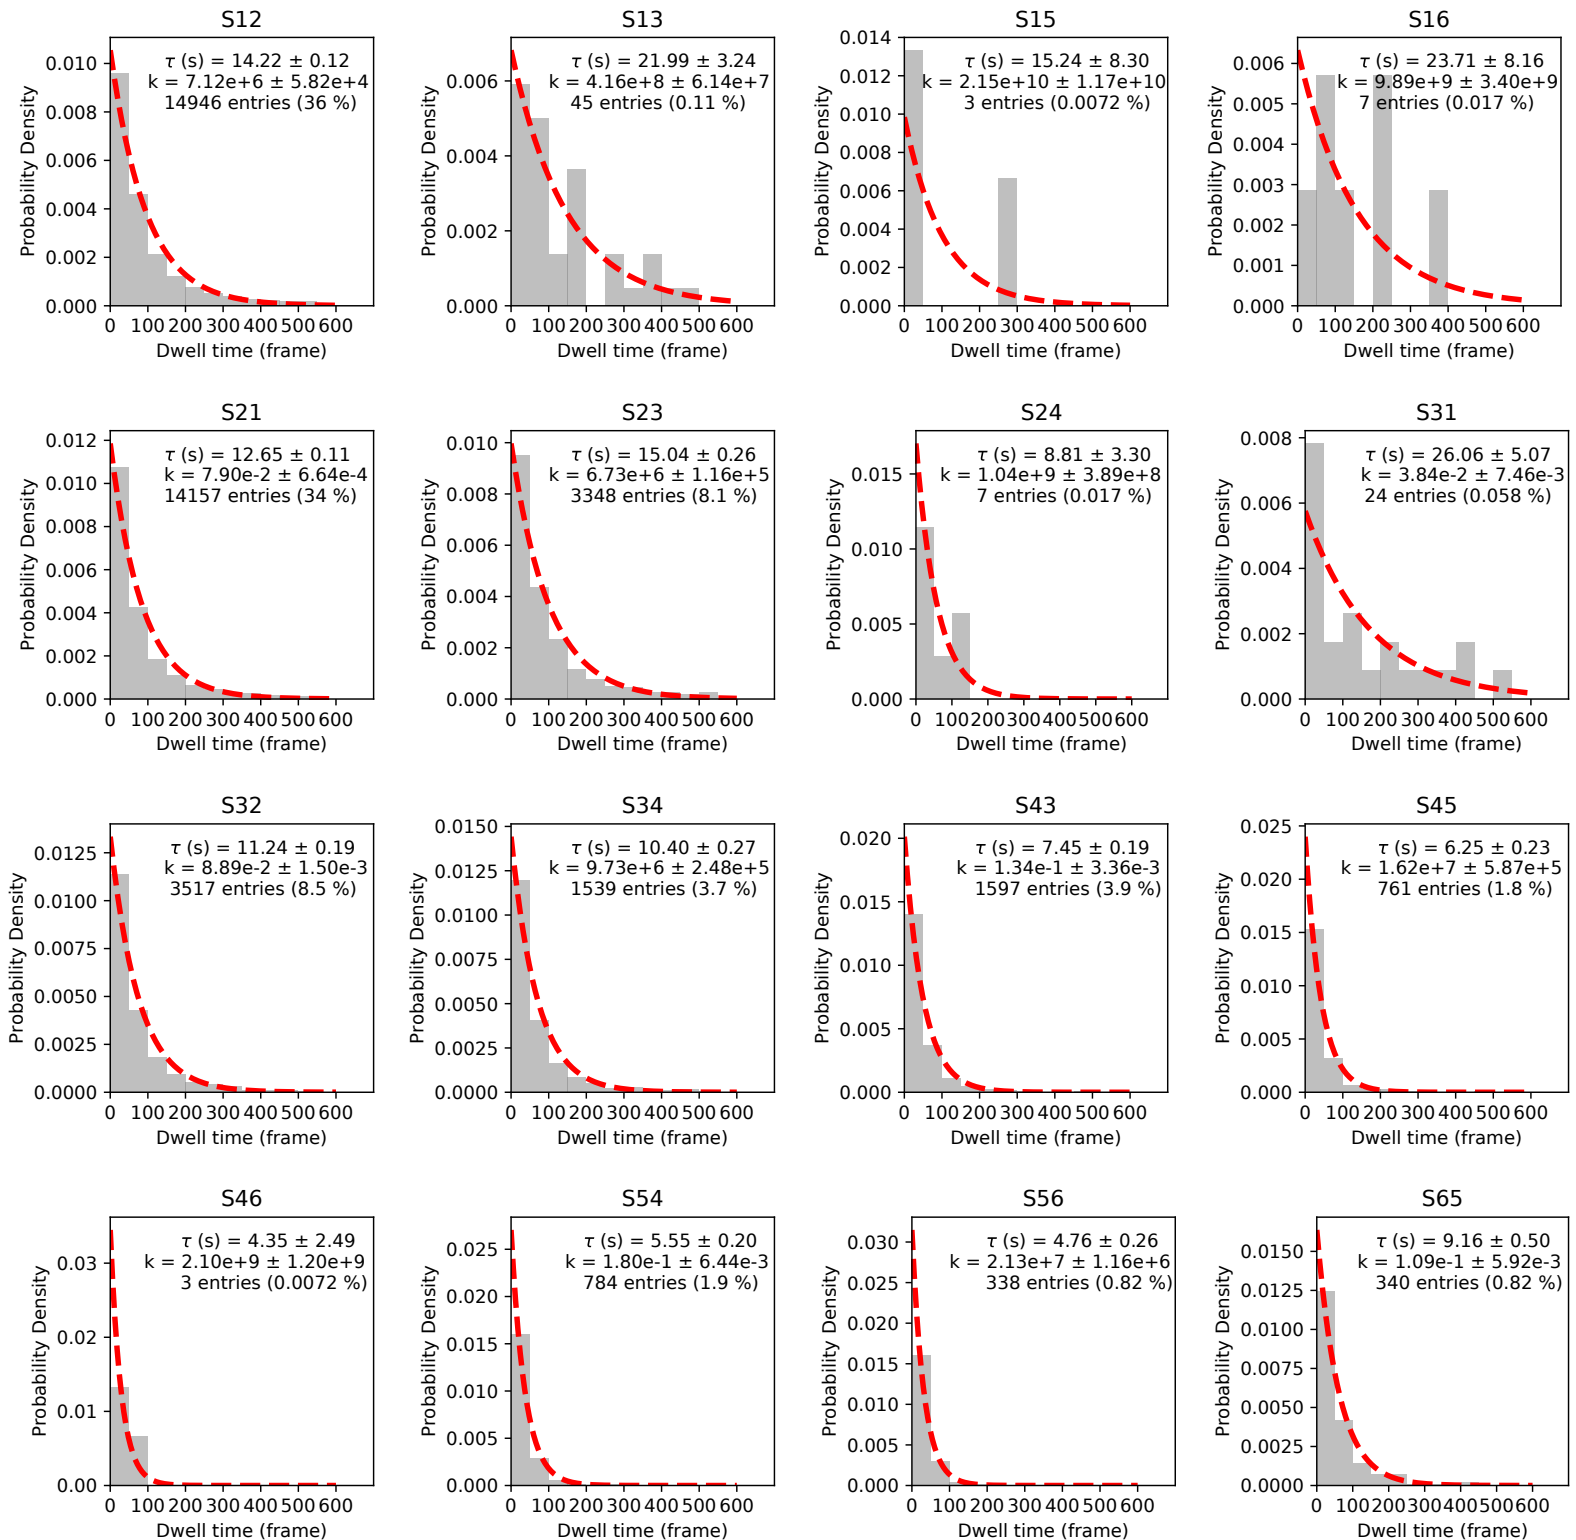 S12
τ (s) = 14.22 ± 0.12
k = 7.12e+6 ± 5.82e+4
14946 entries (36 %)
Probability Density
0.010
0.008
0.006
0.004
0.002
0.000
0 100 200 300 400 500 600
Dwell time (frame)
S13
τ (s) = 21.99 ± 3.24
k = 4.16e+8 ± 6.14e+7
45 entries (0.11 %)
Probability Density
0.006
0.004
0.002
0.000
0 100 200 300 400 500 600
Dwell time (frame)
S15
τ (s) = 15.24 ± 8.30
k = 2.15e+10 ± 1.17e+10
3 entries (0.0072 %)
Probability Density
0.014
0.012
0.010
0.008
0.006
0.004
0.002
0.000
0 100 200 300 400 500 600
Dwell time (frame)
S16
τ (s) = 23.71 ± 8.16
k = 9.89e+9 ± 3.40e+9
7 entries (0.017 %)
Probability Density
0.006
0.005
0.004
0.003
0.002
0.001
0.000
0 100 200 300 400 500 600
Dwell time (frame)
S21
τ (s) = 12.65 ± 0.11
k = 7.90e-2 ± 6.64e-4
14157 entries (34 %)
Probability Density
0.012
0.010
0.008
0.006
0.004
0.002
0.000
0 100 200 300 400 500 600
Dwell time (frame)
S23
τ (s) = 15.04 ± 0.26
k = 6.73e+6 ± 1.16e+5
3348 entries (8.1 %)
Probability Density
0.010
0.008
0.006
0.004
0.002
0.000
0 100 200 300 400 500 600
Dwell time (frame)
S24
τ (s) = 8.81 ± 3.30
k = 1.04e+9 ± 3.89e+8
7 entries (0.017 %)
Probability Density
0.015
0.010
0.005
0.000
0 100 200 300 400 500 600
Dwell time (frame)
S31
τ (s) = 26.06 ± 5.07
k = 3.84e-2 ± 7.46e-3
24 entries (0.058 %)
Probability Density
0.008
0.006
0.004
0.002
0.000
0 100 200 300 400 500 600
Dwell time (frame)
S32
τ (s) = 11.24 ± 0.19
k = 8.89e-2 ± 1.50e-3
3517 entries (8.5 %)
Probability Density
0.0125
0.0100
0.0075
0.0050
0.0025
0.0000
0 100 200 300 400 500 600
Dwell time (frame)
S34
τ (s) = 10.40 ± 0.27
k = 9.73e+6 ± 2.48e+5
1539 entries (3.7 %)
Probability Density
0.0150
0.0125
0.0100
0.0075
0.0050
0.0025
0.0000
0 100 200 300 400 500 600
Dwell time (frame)
S43
τ (s) = 7.45 ± 0.19
k = 1.34e-1 ± 3.36e-3
1597 entries (3.9 %)
Probability Density
0.020
0.015
0.010
0.005
0.000
0 100 200 300 400 500 600
Dwell time (frame)
S45
τ (s) = 6.25 ± 0.23
k = 1.62e+7 ± 5.87e+5
761 entries (1.8 %)
Probability Density
0.025
0.020
0.015
0.010
0.005
0.000
0 100 200 300 400 500 600
Dwell time (frame)
S46
τ (s) = 4.35 ± 2.49
k = 2.10e+9 ± 1.20e+9
3 entries (0.0072 %)
Probability Density
0.03
0.02
0.01
0.00
0 100 200 300 400 500 600
Dwell time (frame)
S54
τ (s) = 5.55 ± 0.20
k = 1.80e-1 ± 6.44e-3
784 entries (1.9 %)
Probability Density
0.025
0.020
0.015
0.010
0.005
0.000
0 100 200 300 400 500 600
Dwell time (frame)
S56
τ (s) = 4.76 ± 0.26
k = 2.13e+7 ± 1.16e+6
338 entries (0.82 %)
Probability Density
0.030
0.025
0.020
0.015
0.010
0.005
0.000
0 100 200 300 400 500 600
Dwell time (frame)
S65
τ (s) = 9.16 ± 0.50
k = 1.09e-1 ± 5.92e-3
340 entries (0.82 %)
Probability Density
0.0150
0.0125
0.0100
0.0075
0.0050
0.0025
0.0000
0 100 200 300 400 500 600
Dwell time (frame)